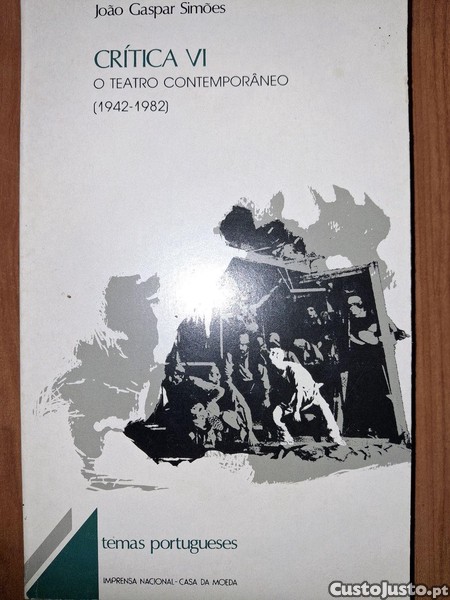 João Gaspar Simões
CRÍTICA VI
O TEATRO CONTEMPORÂNEO
(1942-1982)
temas portugueses
IMPRENSA NACIONAL - CASA DA MOEDA
CustoJusto.pt